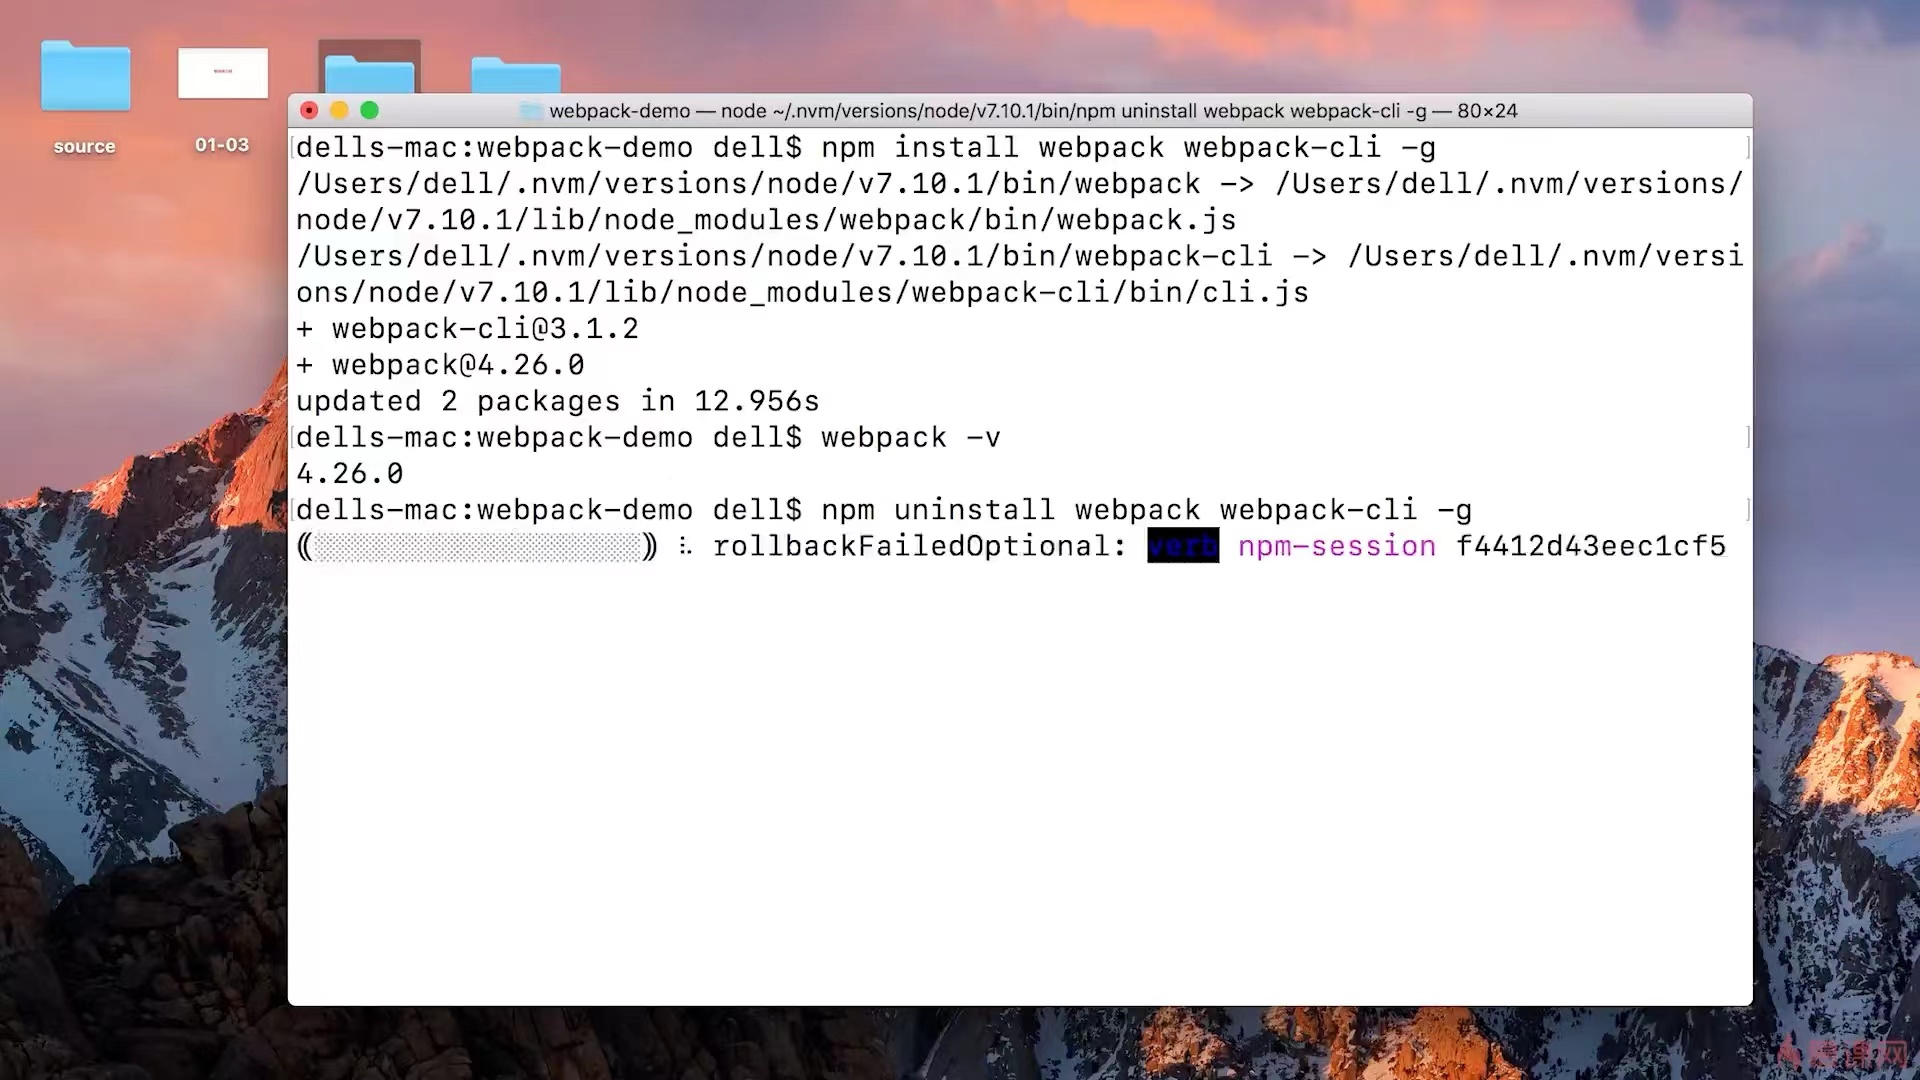 source
01-03
webpack-demo — node ~/.nvm/versions/node/v7.10.1/bin/npm uninstall webpack webpack-cli -g — 80×24
[dells-mac:webpack-demo dell$ npm install webpack webpack-cli -g ]
/Users/dell/.nvm/versions/node/v7.10.1/bin/webpack -> /Users/dell/.nvm/versions/
node/v7.10.1/lib/node_modules/webpack/bin/webpack.js
/Users/dell/.nvm/versions/node/v7.10.1/bin/webpack-cli -> /Users/dell/.nvm/versi
ons/node/v7.10.1/lib/node_modules/webpack-cli/bin/cli.js
+ webpack-cli@3.1.2
+ webpack@4.26.0
updated 2 packages in 12.956s
[dells-mac:webpack-demo dell$ webpack -v ]
4.26.0
[dells-mac:webpack-demo dell$ npm uninstall webpack webpack-cli -g ]
(░░░░░░░░░░░░░░░░░░) ⠧ rollbackFailedOptional: verb npm-session f4412d43eec1cf5
慕课网